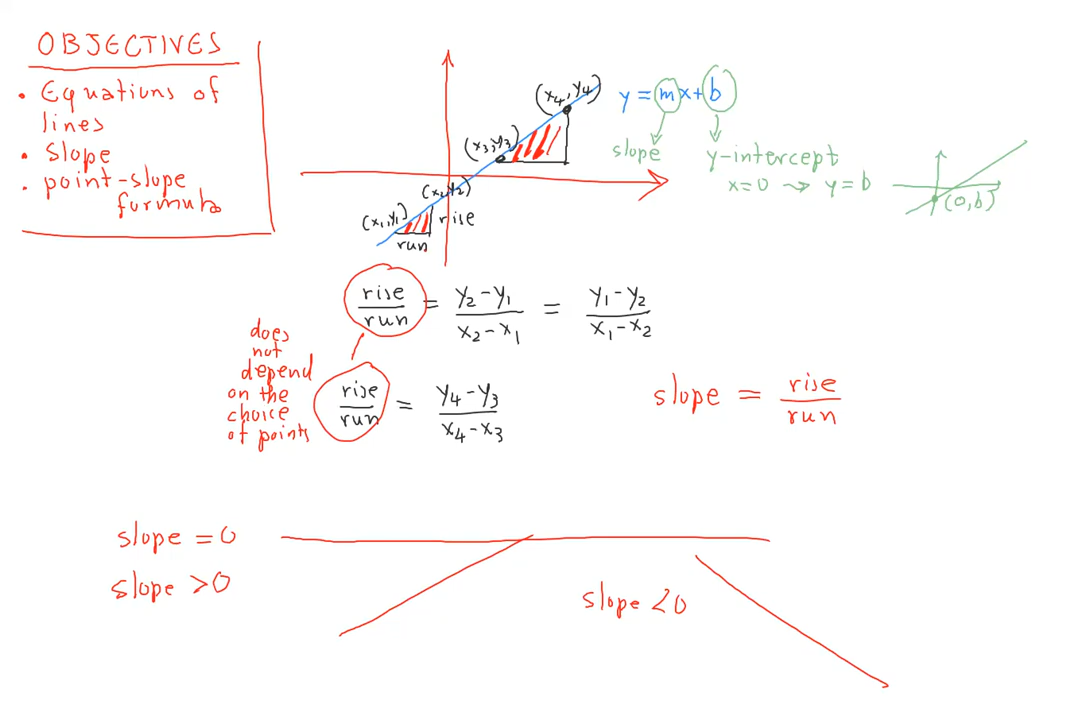 OBJECTIVES
• Equations of
lines
• slope
• point-slope
formula
(x₄, y₄)
(x₃, y₃)
(x₂, y₂)
(x₁, y₁)
rise
run
y = mx+b
slope
y-intercept
x=0 → y=b
(0,b)
rise/run = (y₂-y₁)/(x₂-x₁) = (y₁-y₂)/(x₁-x₂)
does
not
depend
on the
choice
of points
rise/run = (y₄-y₃)/(x₄-x₃)
slope = rise/run
slope = 0
slope >0
slope <0